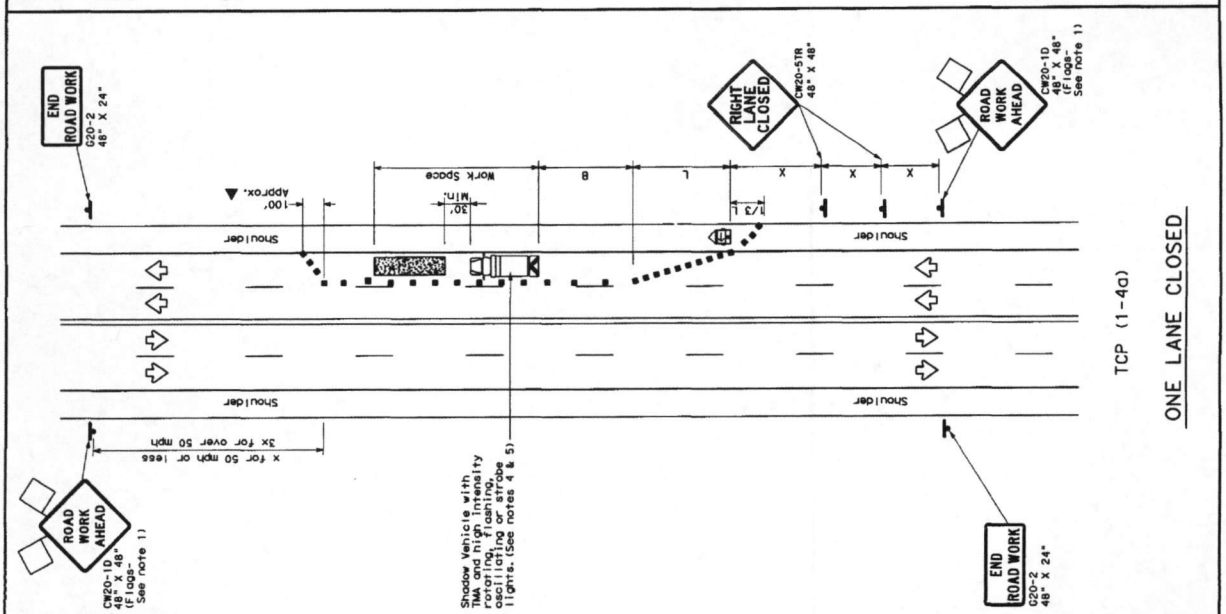 END
ROAD WORK
G20-2
48" X 24"
RIGHT
LANE
CLOSED
CW20-5TR
48" X 48"
ROAD
WORK
AHEAD
CW20-1D
48" X 48"
(Flags-
See note 1)
100'
Approx.
30'
Min.
Work Space
B
L
X
X
X
1/3 L
Shoulder
Shoulder
Shoulder
Shoulder
x for 50 mph or less
3x for over 50 mph
ROAD
WORK
AHEAD
CW20-1D
48" X 48"
(Flags-
See note 1)
Shadow Vehicle with
TMA and high intensity
rotating, flashing,
oscillating or strobe
lights. (See notes 4 & 5)
END
ROAD WORK
G20-2
48" X 24"
TCP (1-4a)
ONE LANE CLOSED